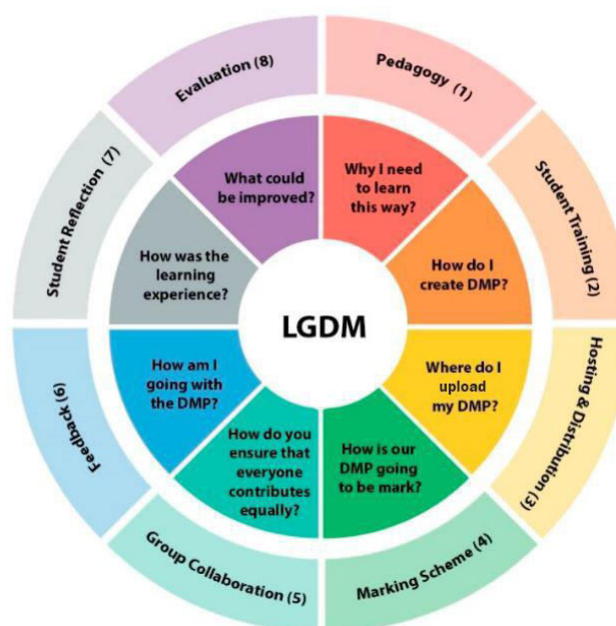 Pedagogy (1)
Why I need
to learn
this way?
Student Training (2)
How do I
create DMP?
Hosting & Distribution (3)
Where do I
upload
my DMP?
Marking Scheme (4)
How is our
DMP going
to be mark?
Group Collaboration (5)
How do you
ensure that
everyone
contributes
equally?
Feedback (6)
How am I
going with
the DMP?
Student Reflection (7)
How was the
learning
experience?
Evaluation (8)
What could
be improved?
LGDM